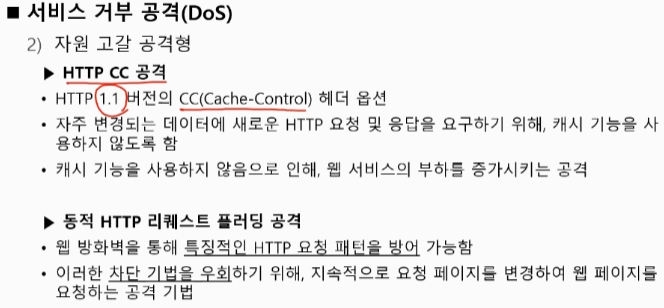 ■ 서비스 거부 공격(DoS)
2) 자원 고갈 공격형
▶ HTTP CC 공격
• HTTP 1.1 버전의 CC(Cache-Control) 헤더 옵션
• 자주 변경되는 데이터에 새로운 HTTP 요청 및 응답을 요구하기 위해, 캐시 기능을 사
용하지 않도록 함
• 캐시 기능을 사용하지 않음으로 인해, 웹 서비스의 부하를 증가시키는 공격
▶ 동적 HTTP 리퀘스트 플러딩 공격
• 웹 방화벽을 통해 특징적인 HTTP 요청 패턴을 방어 가능함
• 이러한 차단 기법을 우회하기 위해, 지속적으로 요청 페이지를 변경하여 웹 페이지를
요청하는 공격 기법